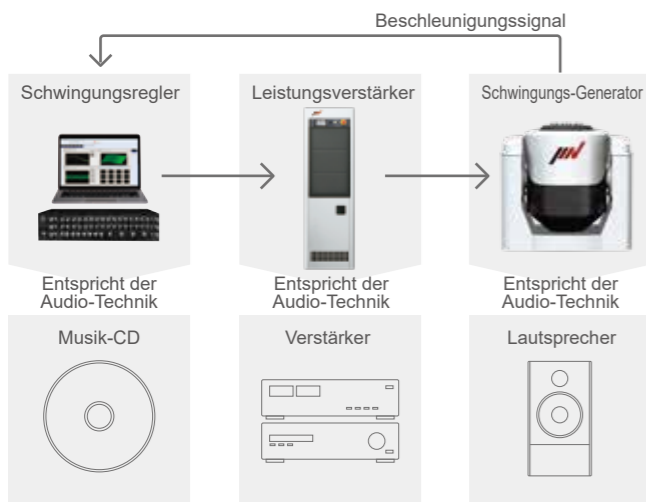 Beschleunigungssignal
Schwingungsregler
Leistungsverstärker
Schwingungs-Generator
Entspricht der
Audio-Technik
Entspricht der
Audio-Technik
Entspricht der
Audio-Technik
Musik-CD
Verstärker
Lautsprecher